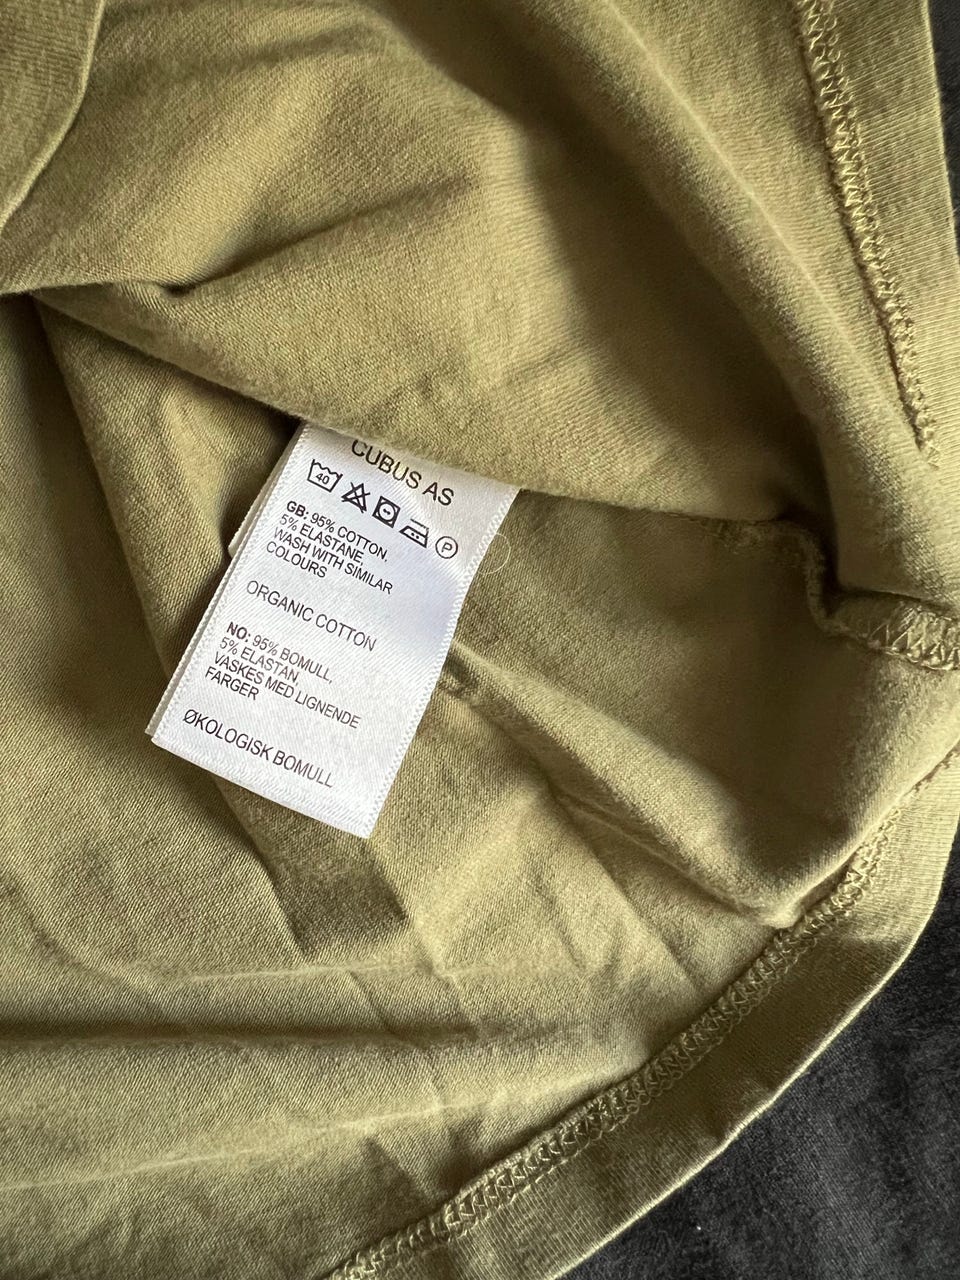 CUBUS AS
40 P
GB: 95% COTTON.
5% ELASTANE,
WASH WITH SIMILAR
COLOURS
ORGANIC COTTON
NO: 95% BOMULL,
5% ELASTAN,
VASKES MED LIGNENDE
FARGER
ØKOLOGISK BOMULL